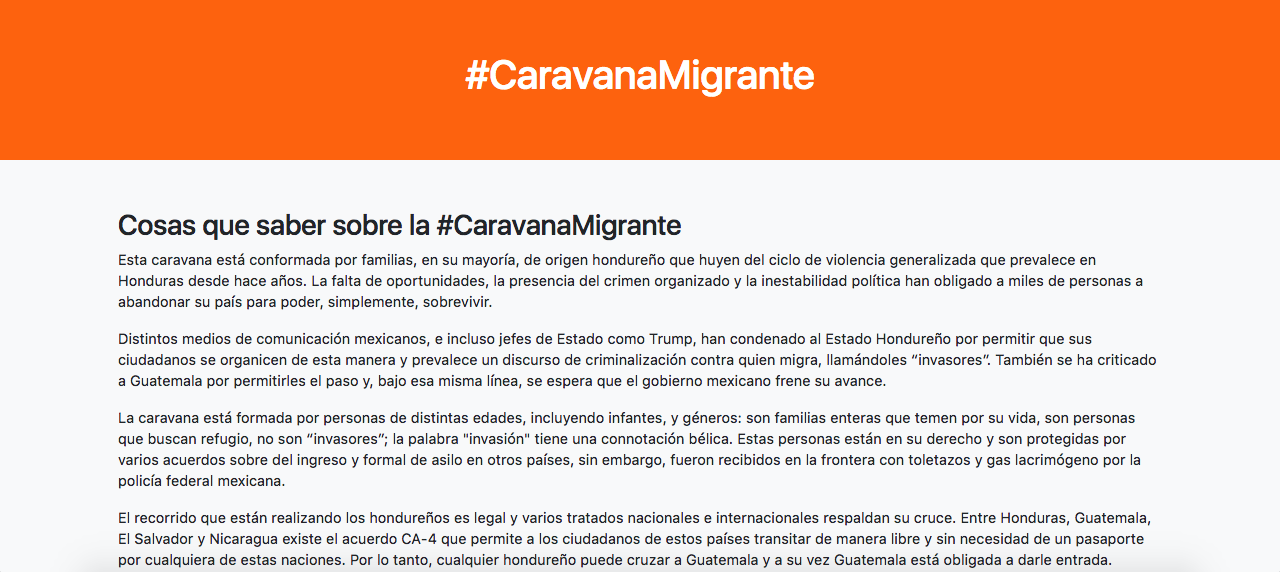 #CaravanaMigrante
Cosas que saber sobre la #CaravanaMigrante
Esta caravana está conformada por familias, en su mayoría, de origen hondureño que huyen del ciclo de violencia generalizada que prevalece en
Honduras desde hace años. La falta de oportunidades, la presencia del crimen organizado y la inestabilidad política han obligado a miles de personas a
abandonar su país para poder, simplemente, sobrevivir.
Distintos medios de comunicación mexicanos, e incluso jefes de Estado como Trump, han condenado al Estado Hondureño por permitir que sus
ciudadanos se organicen de esta manera y prevalece un discurso de criminalización contra quien migra, llamándoles “invasores”. También se ha criticado
a Guatemala por permitirles el paso y, bajo esa misma línea, se espera que el gobierno mexicano frene su avance.
La caravana está formada por personas de distintas edades, incluyendo infantes, y géneros: son familias enteras que temen por su vida, son personas
que buscan refugio, no son “invasores”; la palabra "invasión" tiene una connotación bélica. Estas personas están en su derecho y son protegidas por
varios acuerdos sobre del ingreso y formal de asilo en otros países, sin embargo, fueron recibidos en la frontera con toletazos y gas lacrimógeno por la
policía federal mexicana.
El recorrido que están realizando los hondureños es legal y varios tratados nacionales e internacionales respaldan su cruce. Entre Honduras, Guatemala,
El Salvador y Nicaragua existe el acuerdo CA-4 que permite a los ciudadanos de estos países transitar de manera libre y sin necesidad de un pasaporte
por cualquiera de estas naciones. Por lo tanto, cualquier hondureño puede cruzar a Guatemala y a su vez Guatemala está obligada a darle entrada.